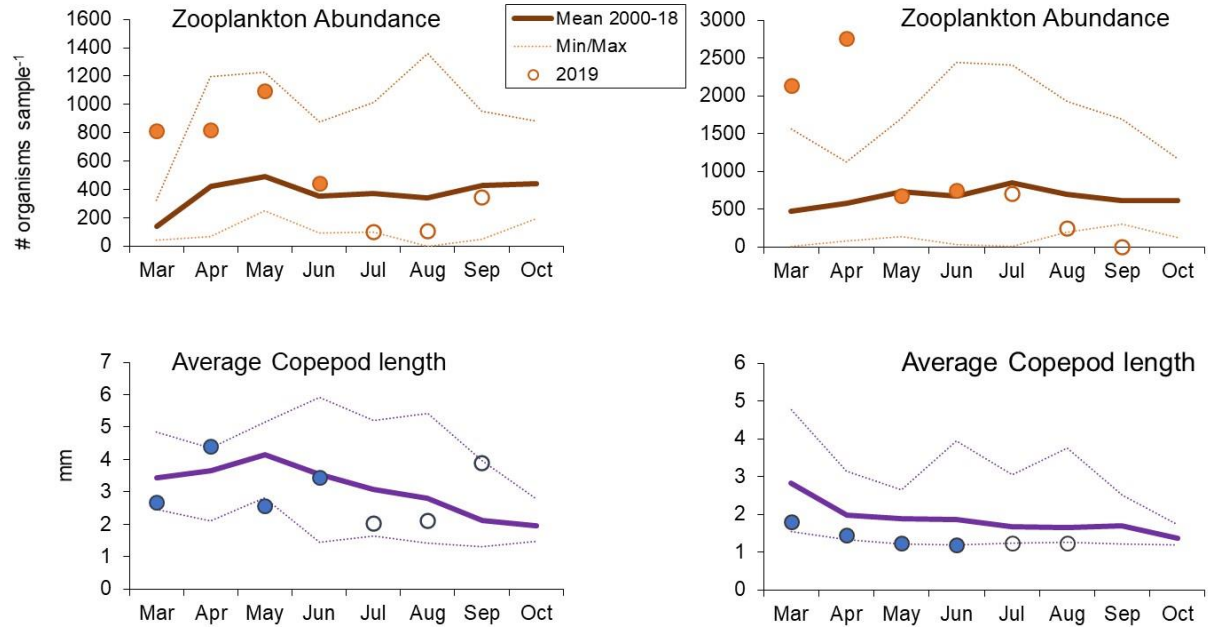 Zooplankton Abundance
# organisms sample⁻¹
1600
1400
1200
1000
800
600
400
200
0
Mar Apr May Jun Jul Aug Sep Oct
Mean 2000-18
Min/Max
2019
Zooplankton Abundance
3000
2500
2000
1500
1000
500
0
Mar Apr May Jun Jul Aug Sep Oct
Average Copepod length
mm
7
6
5
4
3
2
1
0
Mar Apr May Jun Jul Aug Sep Oct
Average Copepod length
6
5
4
3
2
1
0
Mar Apr May Jun Jul Aug Sep Oct